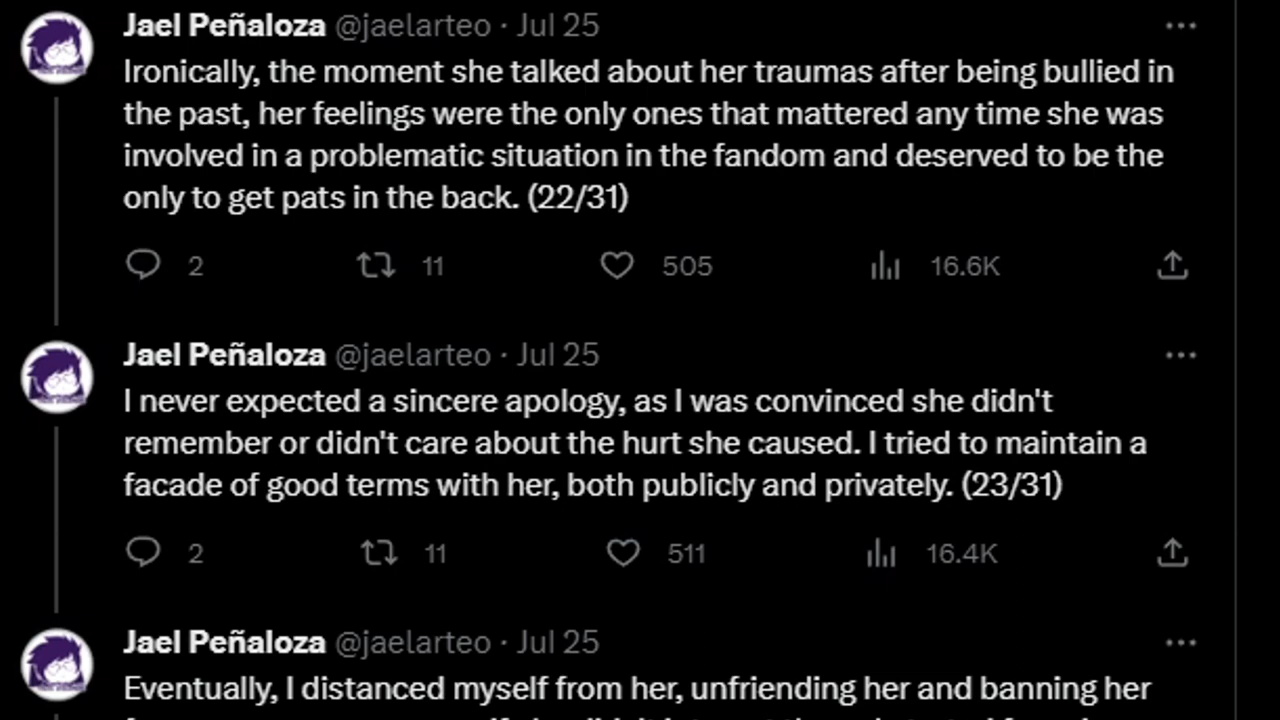 Jael Peñaloza @jaelarteo · Jul 25
Ironically, the moment she talked about her traumas after being bullied in
the past, her feelings were the only ones that mattered any time she was
involved in a problematic situation in the fandom and deserved to be the
only to get pats in the back. (22/31)
2 11 505 16.6K
Jael Peñaloza @jaelarteo · Jul 25
I never expected a sincere apology, as I was convinced she didn't
remember or didn't care about the hurt she caused. I tried to maintain a
facade of good terms with her, both publicly and privately. (23/31)
2 11 511 16.4K
Jael Peñaloza @jaelarteo · Jul 25
Eventually, I distanced myself from her, unfriending her and banning her